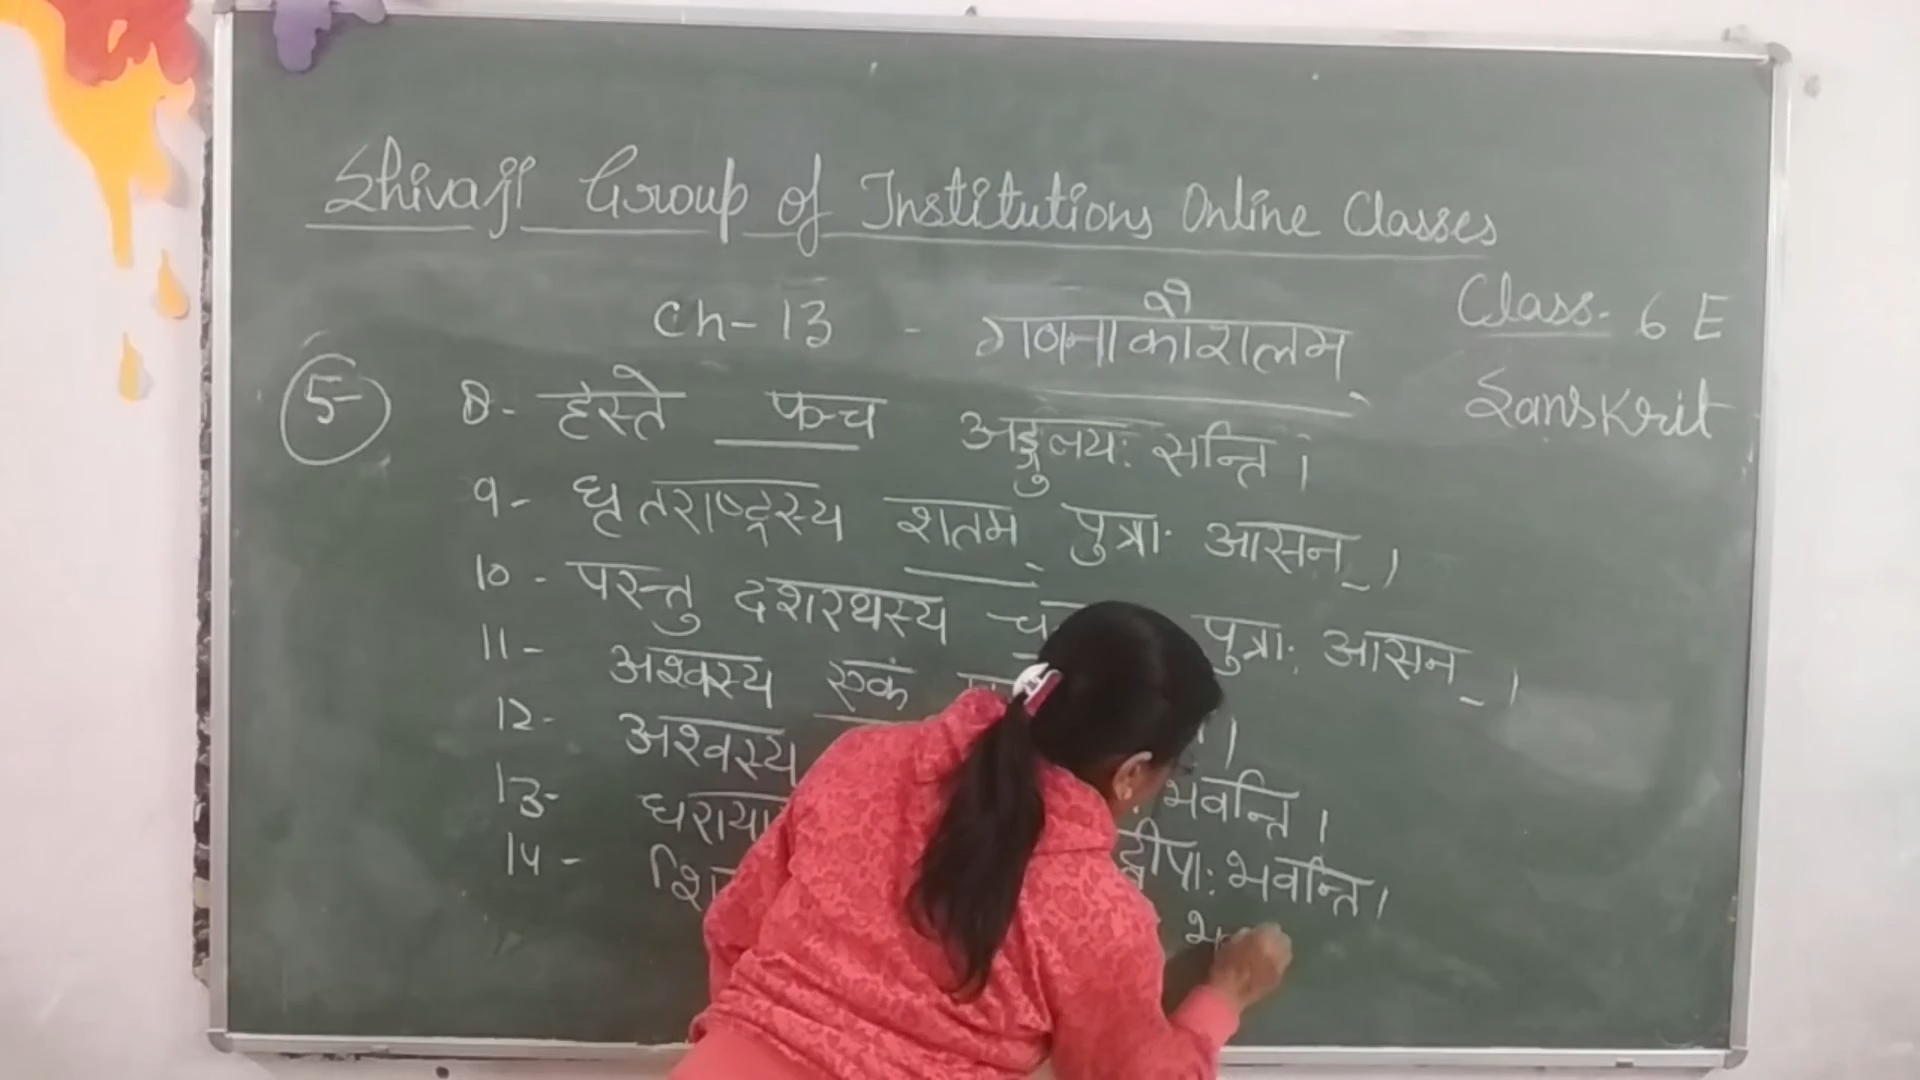 Shivaji Group of Institutions Online Classes
Ch-13 - गणनाकौशलम्
Class- 6 E
Sanskrit
5-
8- हस्ते पञ्च अङ्गुलयः सन्ति।
9- धृतराष्ट्रस्य शतम् पुत्राः आसन्।
10- परन्तु दशरथस्य पुत्राः आसन्।
11- अश्वस्य एकं
12- अश्वस्य भवन्ति।
13- द्वीपाः भवन्ति।
14-